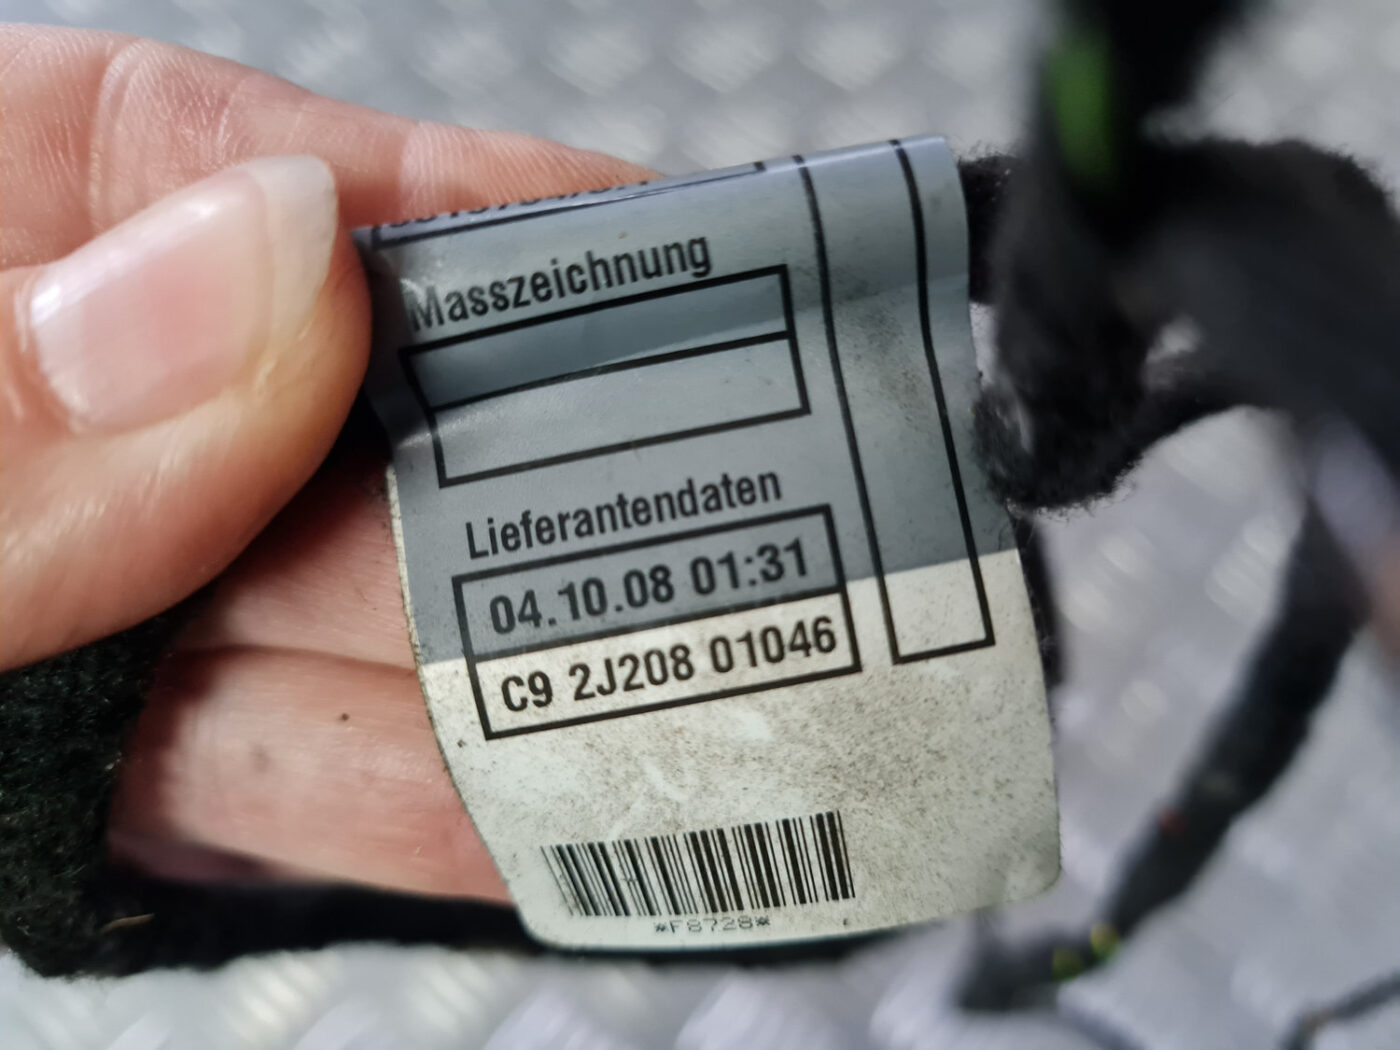 Masszeichnung
Lieferantendaten
04.10.08 01:31
C9 2J208 01046
*F8728*